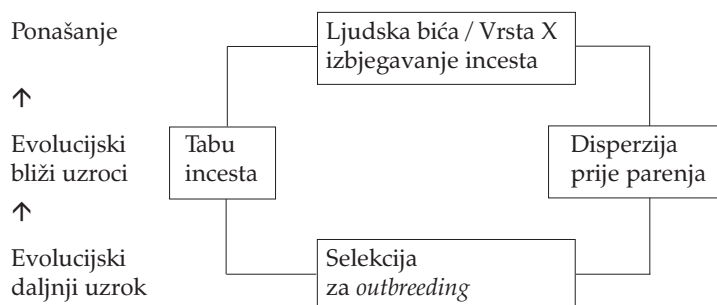 Ponašanje
Ljudska bića / Vrsta X
izbjegavanje incesta
↑
Evolucijski
bliži uzroci
Tabu
incesta
Disperzija
prije parenja
↑
Evolucijski
daljnji uzrok
Selekcija
za outbreeding